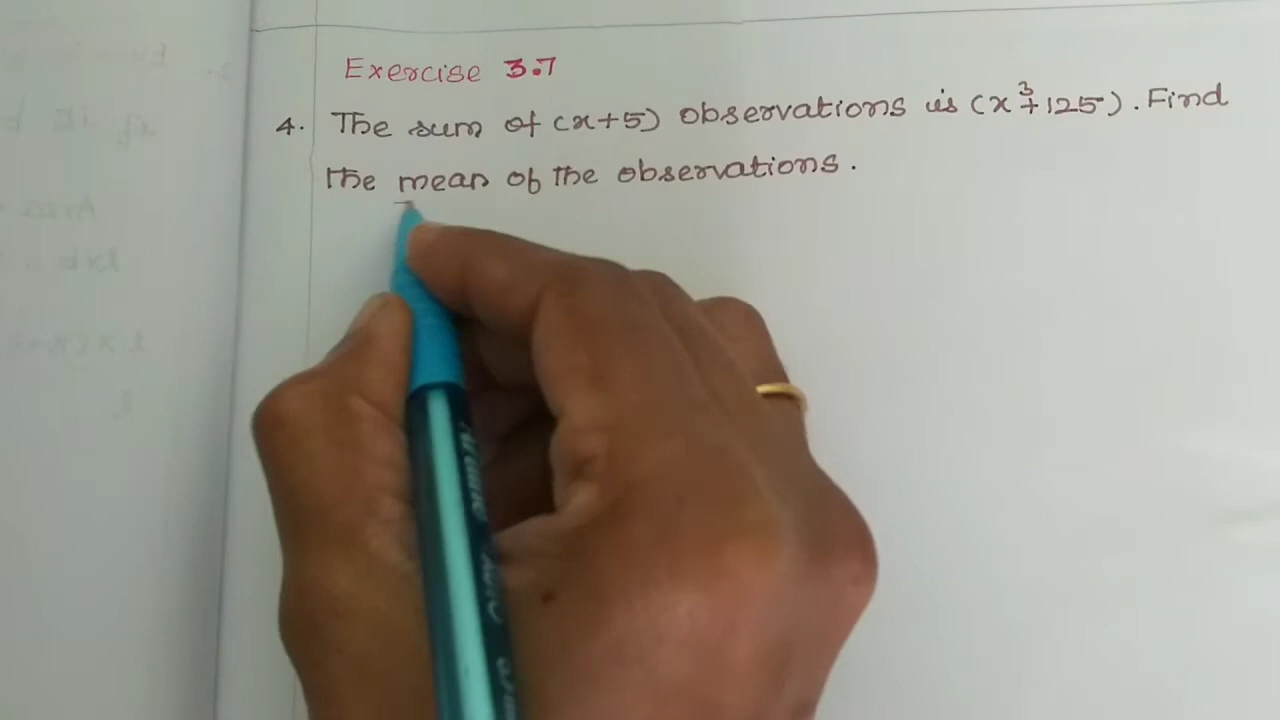 Exercise 3.7
4. The sum of (x+5) observations is (x³+125). Find
the mean of the observations.